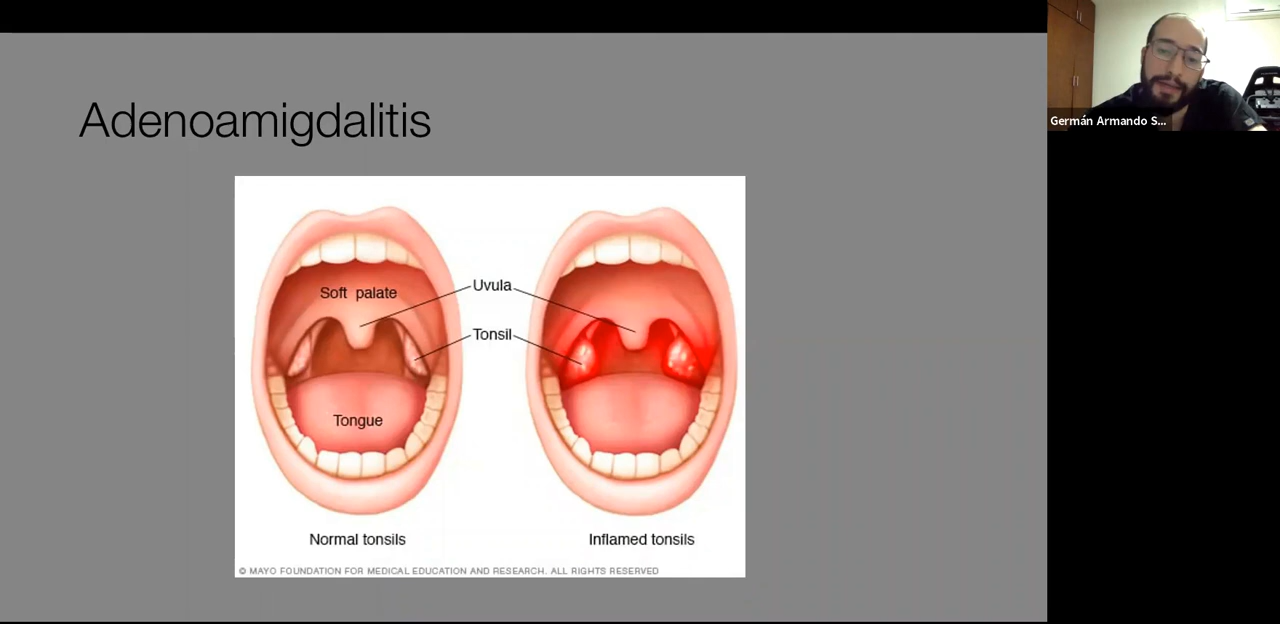 Adenoamigdalitis
Germán Armando S...
Soft palate
Uvula
Tonsil
Tongue
Normal tonsils
Inflamed tonsils
© MAYO FOUNDATION FOR MEDICAL EDUCATION AND RESEARCH. ALL RIGHTS RESERVED